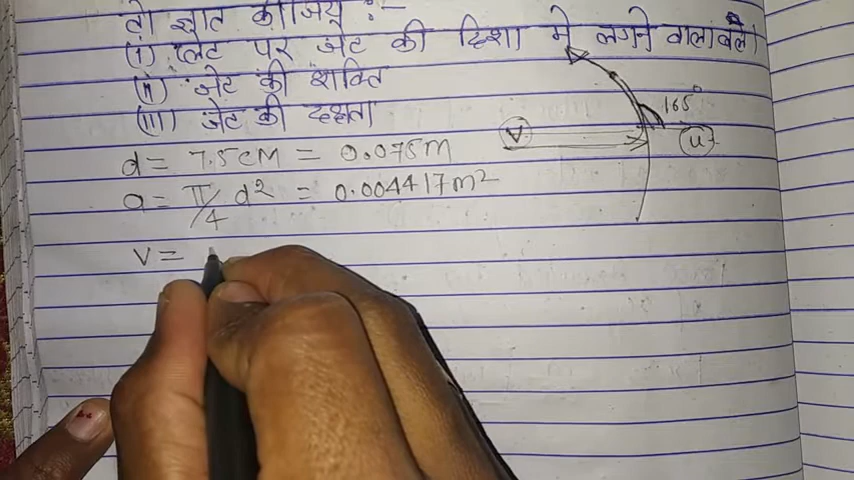 तो ज्ञात कीजिये :-
(I) प्लेट पर जेट की दिशा मे लगने वाला बल।
(II) जेट की शक्ति
(III) जेट की दक्षता
d = 7.5 cm = 0.075 m
a = π/4 d² = 0.004417 m²
V =
165°
V
u